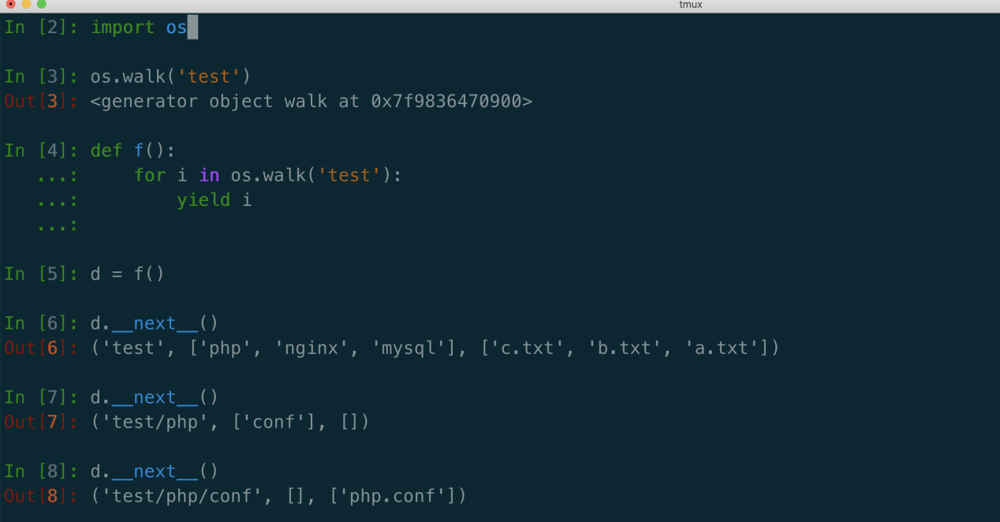 tmux
In [2]: import os
In [3]: os.walk('test')
Out[3]: <generator object walk at 0x7f9836470900>
In [4]: def f():
   ...:     for i in os.walk('test'):
   ...:         yield i
   ...:
In [5]: d = f()
In [6]: d.__next__()
Out[6]: ('test', ['php', 'nginx', 'mysql'], ['c.txt', 'b.txt', 'a.txt'])
In [7]: d.__next__()
Out[7]: ('test/php', ['conf'], [])
In [8]: d.__next__()
Out[8]: ('test/php/conf', [], ['php.conf'])